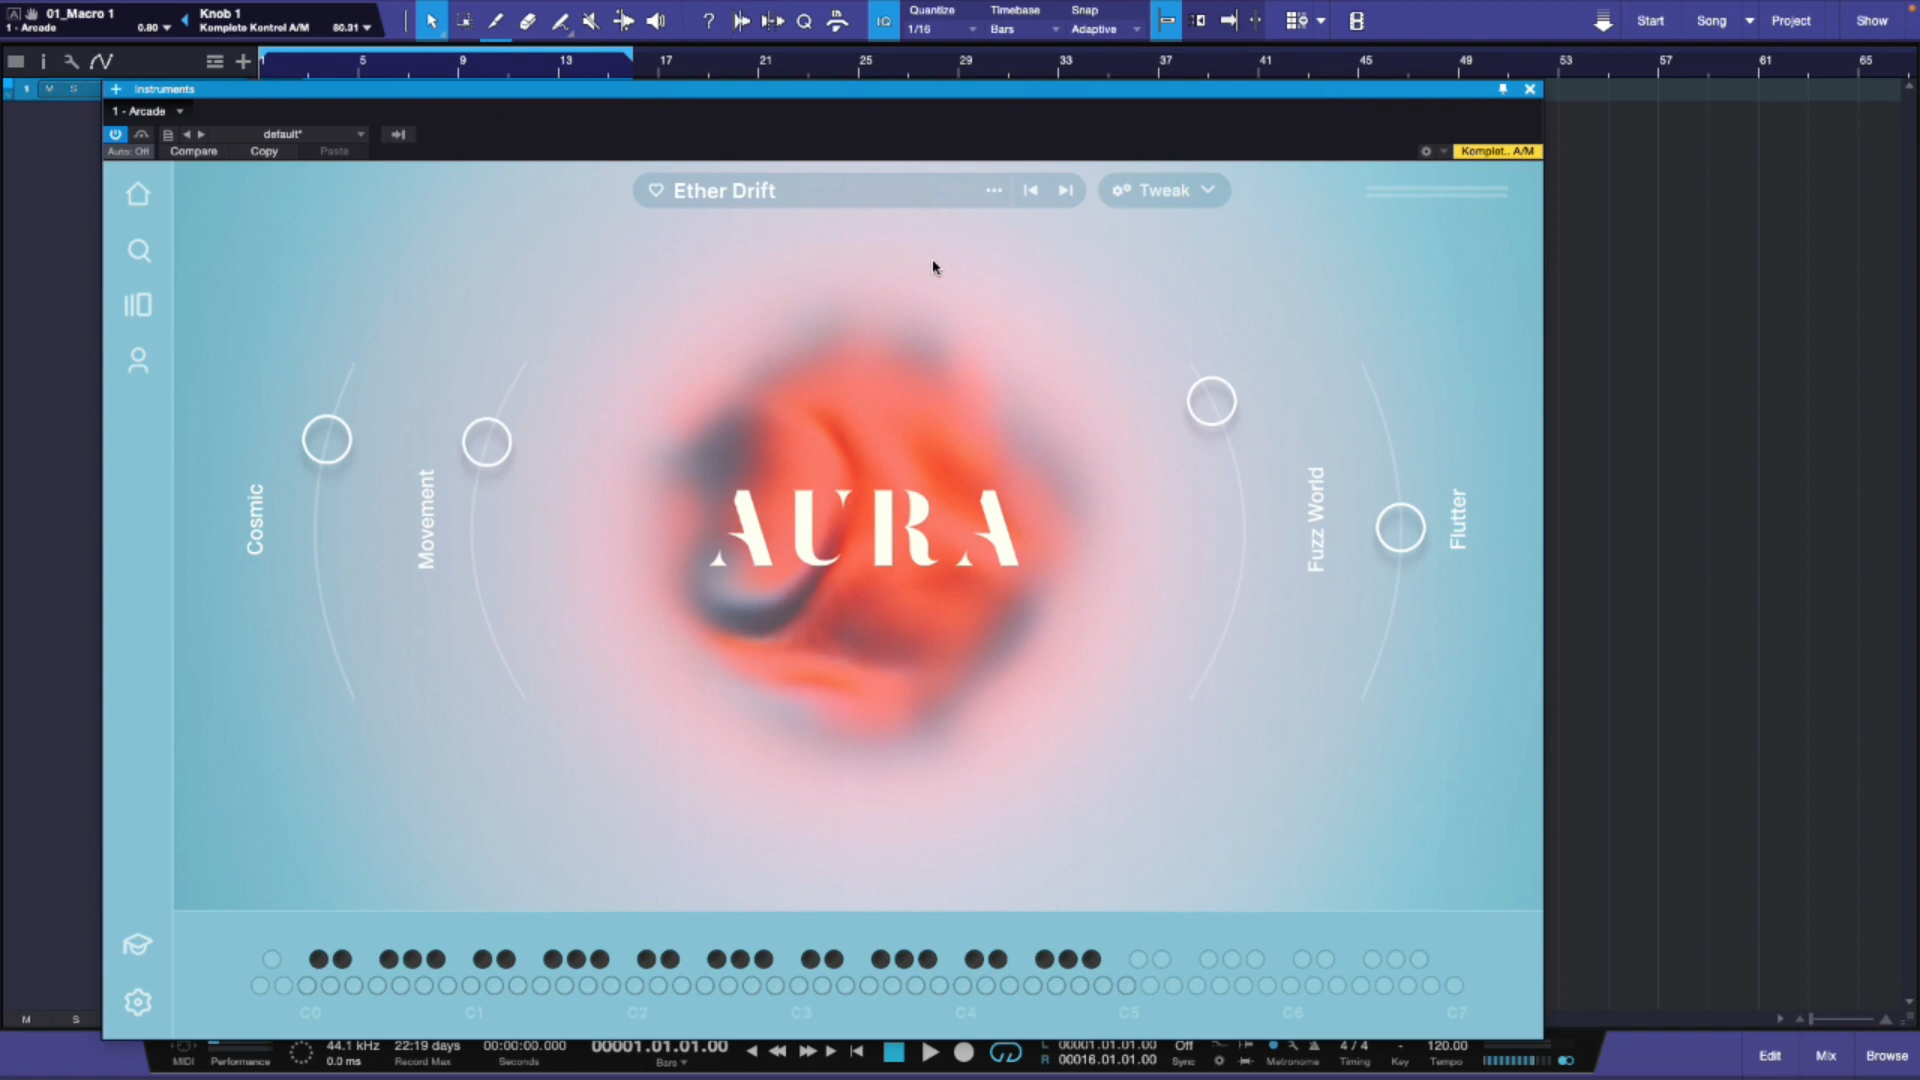 01_Macro 1
1 - Arcade 0.80
Knob 1
Komplete Kontrol A/M 60.31
?
IQ
Quantize Timebase Snap
1/16 Bars Adaptive
Start Song Project Show
i
1 5 9 13 17 21 25 29 33 37 41 45 49 53 57 61 65
1 M S
Instruments
1 - Arcade
default*
Auto: Off Compare Copy Paste
Komplet.. A/M
Ether Drift
Tweak
Cosmic
Movement
AURA
Fuzz World
Flutter
C0 C1 C2 C3 C4 C5 C6 C7
M S
MIDI
Performance
44.1 kHz
0.0 ms
22:19 days
Record Max
00:00:00.000
Seconds
00001.01.01.00
Bars
L 00001.01.01.00
R 00016.01.01.00
Off
Sync
Metronome
4 / 4
Timing
-
Key
120.00
Tempo
Edit Mix Browse